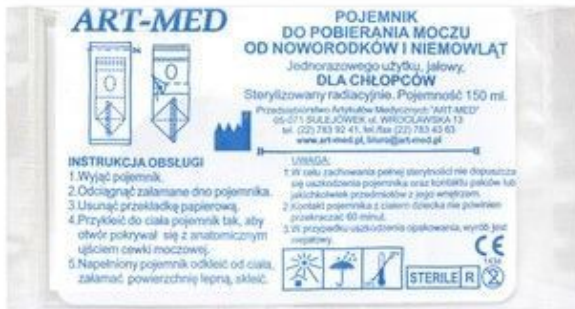 ART-MED
POJEMNIK
DO POBIERANIA MOCZU
OD NOWORODKÓW I NIEMOWLĄT
Jednorazowego użytku, jałowy,
DLA CHŁOPCÓW
Sterylizowany radiacyjnie. Pojemność 150 ml.
Przedsiębiorstwo Artykułów Medycznych "ART-MED"
05-071 SULEJÓWEK ul. WROCŁAWSKA 13
tel. (22) 783 92 41, tel./fax (22) 783 43 63
www.art-med.pl, biuro@art-med.pl
INSTRUKCJA OBSŁUGI
1.Wyjąć pojemnik.
2.Odciągnąć załamane dno pojemnika.
3.Usunąć przekładkę papierową.
4.Przykleić do ciała pojemnik tak, aby
otwór pokrywał się z anatomicznym
ujściem cewki moczowej.
5.Napełniony pojemnik odkleić od ciała,
załamać powierzchnię lepną, skleić.
UWAGA:
1.W celu zachowania pełnej sterylności nie dopuszcza
się uszkodzenia pojemnika oraz kontaktu palców lub
jakichkolwiek przedmiotów z jego wnętrzem.
2.Kontakt pojemnika z ciałem dziecka nie powinien
przekraczać 60 minut.
3.W przypadku uszkodzenia opakowania, wyrób jest
niejałowy.
CE
1434
STERILE R
2